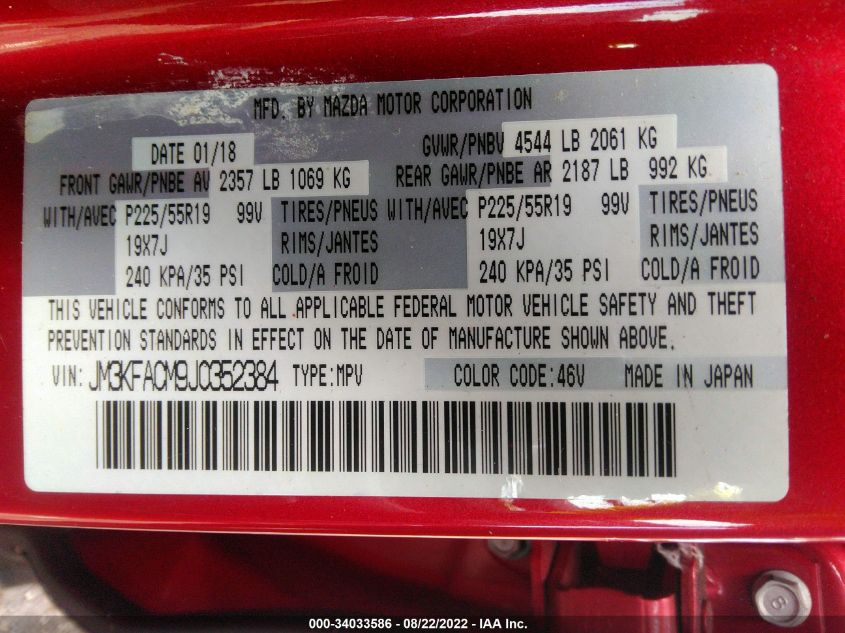 MFD. BY MAZDA MOTOR CORPORATION
DATE 01/18 GVWR/PNBV 4544 LB 2061 KG
FRONT GAWR/PNBE AV 2357 LB 1069 KG REAR GAWR/PNBE AR 2187 LB 992 KG
WITH/AVEC P225/55R19 99V TIRES/PNEUS WITH/AVEC P225/55R19 99V TIRES/PNEUS
19X7J RIMS/JANTES 19X7J RIMS/JANTES
240 KPA/35 PSI COLD/A FROID 240 KPA/35 PSI COLD/A FROID
THIS VEHICLE CONFORMS TO ALL APPLICABLE FEDERAL MOTOR VEHICLE SAFETY AND THEFT
PREVENTION STANDARDS IN EFFECT ON THE DATE OF MANUFACTURE SHOWN ABOVE.
VIN: JM3KFACM9J0352384 TYPE:MPV COLOR CODE:46V MADE IN JAPAN
8
000-34033586 - 08/22/2022 - IAA Inc.